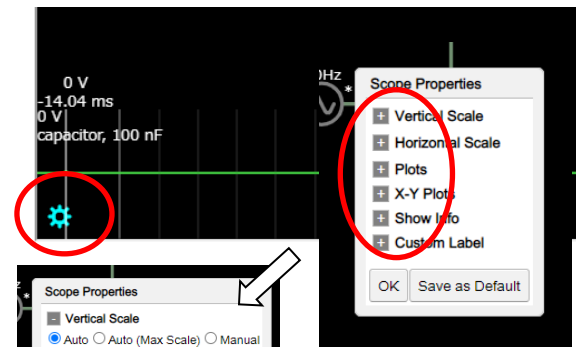 0 V
-14.04 ms
0 V
capacitor, 100 nF
Hz
*
Scope Properties
+ Vertical Scale
+ Horizontal Scale
+ Plots
+ X-Y Plots
+ Show Info
+ Custom Label
OK Save as Default
*
Scope Properties
- Vertical Scale
Auto Auto (Max Scale) Manual